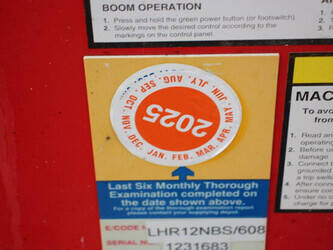 BOOM OPERATION
1. Press and hold the green power button (or footswitch)
2. Slowly move the desired control according to the
markings on the control panel.
2025
JAN. FEB. MAR. APR. MAY. JUN. JLY. AUG. SEP. OCT. NOV. DEC.
Last Six Monthly Thorough
Examination completed on
the date shown above.
For a copy of the thorough examination report,
please contact your supplying depot.
E/CODE
LHR12NBS/608
SERIAL N
1231683
MAC
To avo
from
1. Read an
operating
2. Before us
damage
3. Connect t
grounded
a trip swit
4. After
ensure
5. Under no c
charge